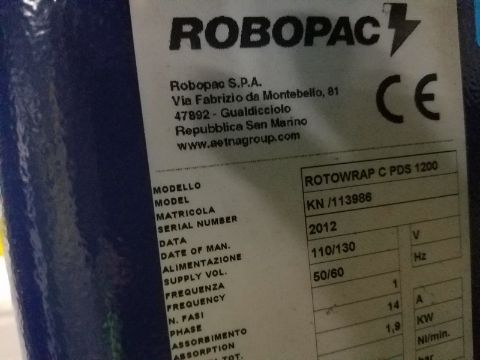 ROBOPAC
Robopac S.P.A.
Via Fabrizio da Montebello, 81
47892 - Gualdicciolo
Repubblica San Marino
www.aetnagroup.com
CE
MODELLO
MODEL
ROTOWRAP C PDS 1200
MATRICOLA
SERIAL NUMBER
KN /113986
DATA
DATE OF MAN.
2012
ALIMENTAZIONE
SUPPLY VOL.
110/130 V
FREQUENZA
FREQUENCY
50/60 Hz
N. FASI
PHASE
1
ASSORBIMENTO
ABSORPTION
14 A
1,9 KW
Nl/min.